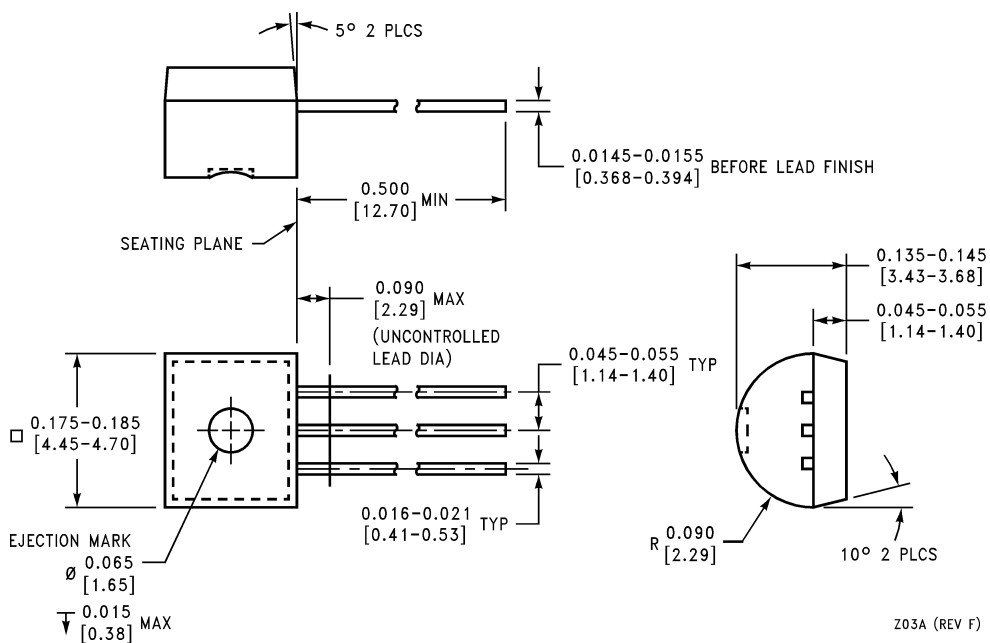 5° 2 PLCS
0.0145-0.0155
[0.368-0.394] BEFORE LEAD FINISH
0.500
[12.70] MIN
SEATING PLANE
0.135-0.145
[3.43-3.68]
0.090
[2.29] MAX
(UNCONTROLLED
LEAD DIA)
0.045-0.055
[1.14-1.40]
0.045-0.055
[1.14-1.40] TYP
□ 0.175-0.185
[4.45-4.70]
0.016-0.021
[0.41-0.53] TYP
EJECTION MARK
Ø 0.065
[1.65]
R 0.090
[2.29]
10° 2 PLCS
↧ 0.015
[0.38] MAX
Z03A (REV F)